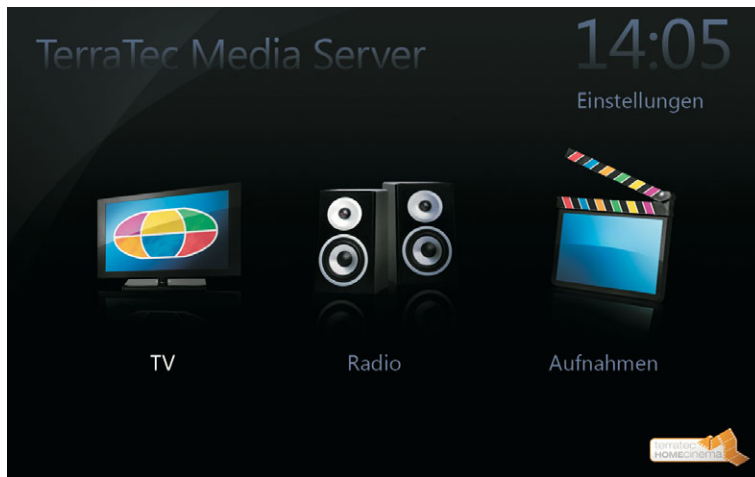 TerraTec Media Server
14:05
Einstellungen
TV
Radio
Aufnahmen
terratec
HOMECINEMA